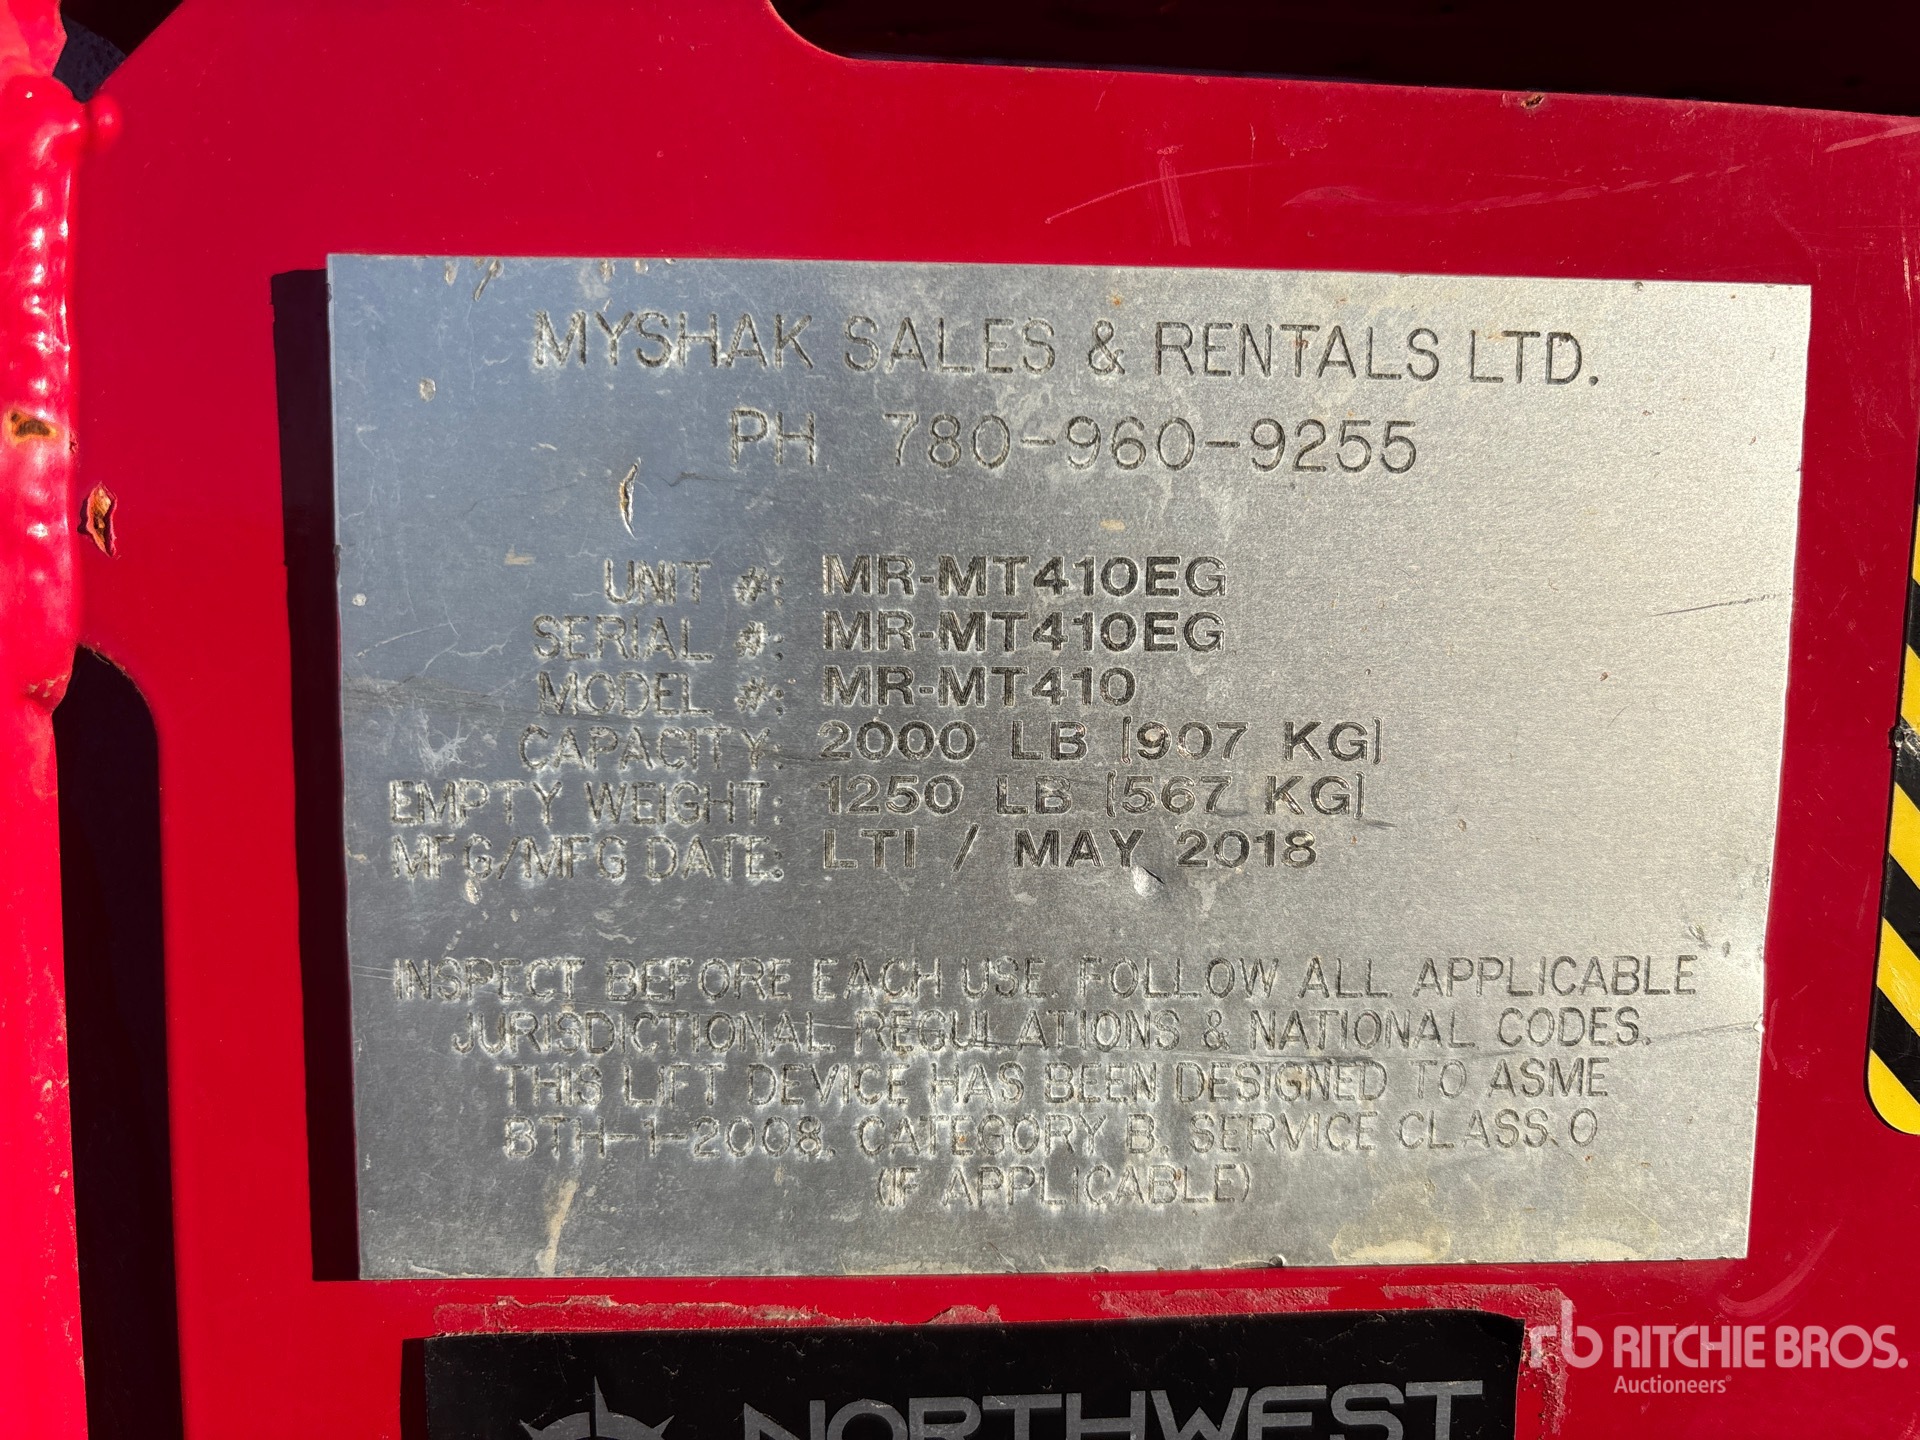 MYSHAK SALES & RENTALS LTD.
PH 780-960-9255
UNIT #: MR-MT410EG
SERIAL #: MR-MT410EG
MODEL #: MR-MT410
CAPACITY: 2000 LB (907 KG)
EMPTY WEIGHT: 1250 LB (567 KG)
MFG/MFG DATE: LTI / MAY 2018
INSPECT BEFORE EACH USE. FOLLOW ALL APPLICABLE
JURISDICTIONAL REGULATIONS & NATIONAL CODES.
THIS LIFT DEVICE HAS BEEN DESIGNED TO ASME
BTH-1-2008. CATEGORY B. SERVICE CLASS. 0
(IF APPLICABLE)
NORTHWEST
rb RITCHIE BROS.
Auctioneers